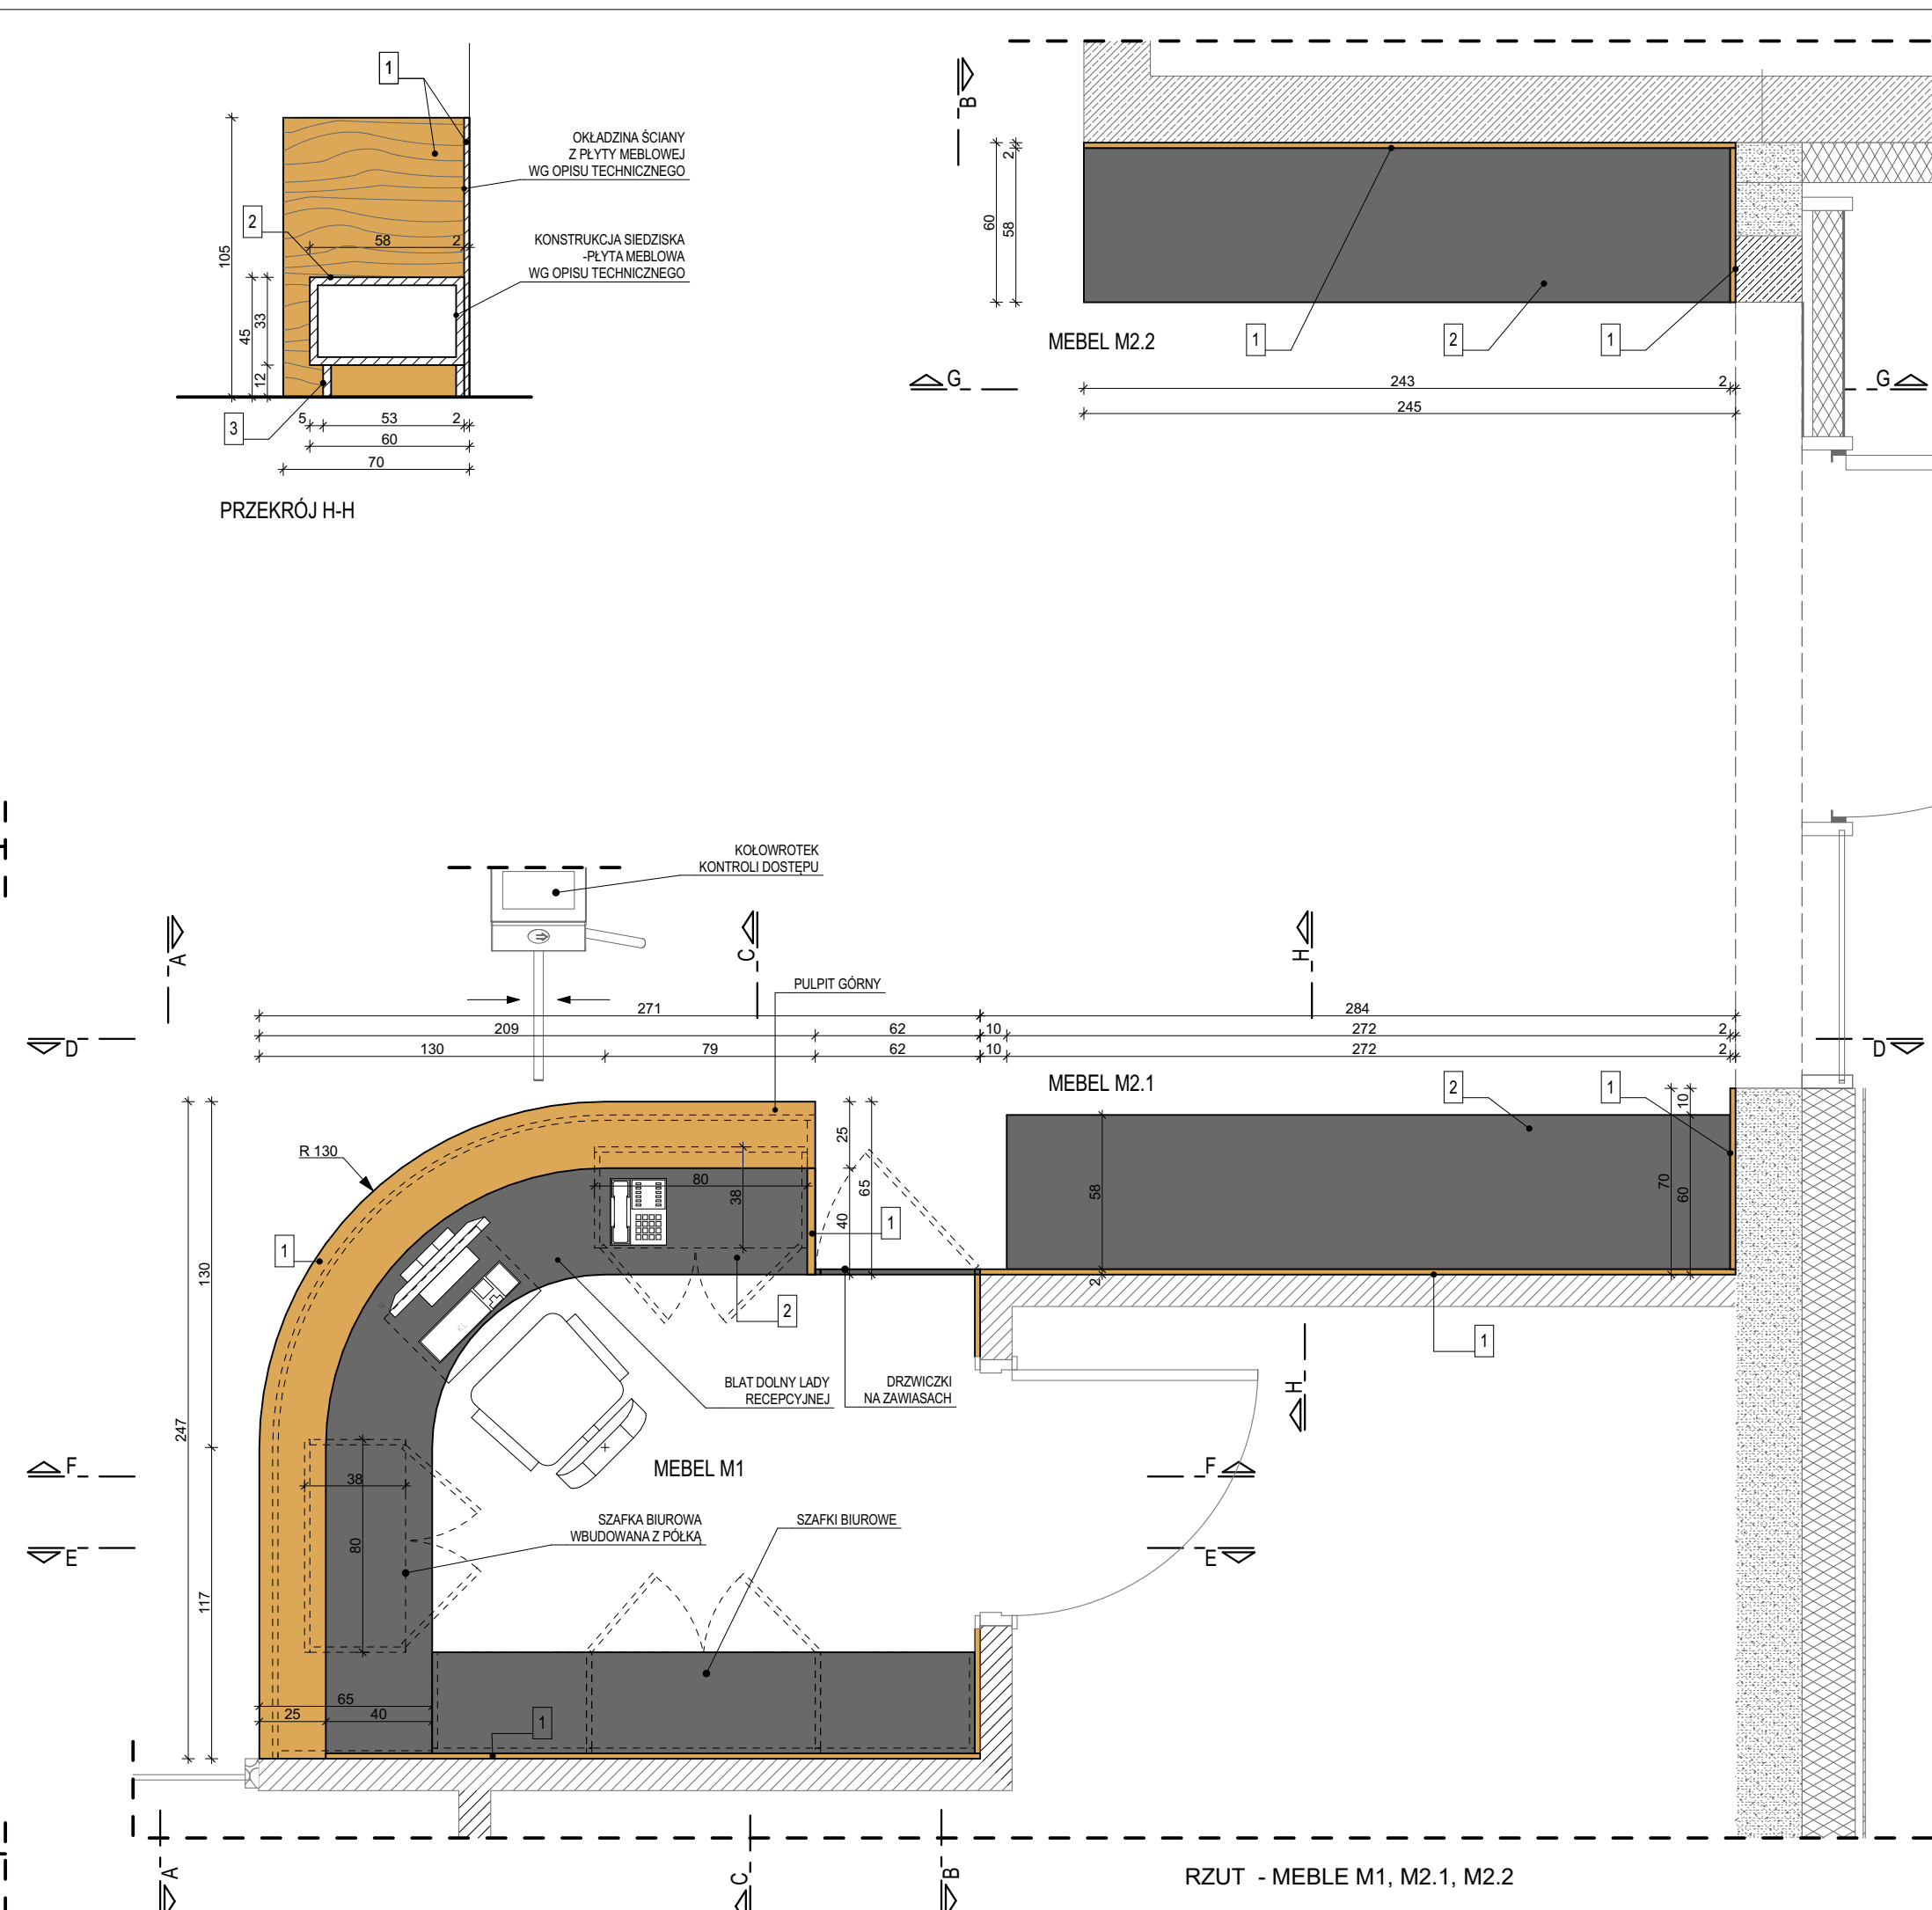 1
OKŁADZINA ŚCIANY
Z PŁYTY MEBLOWEJ
WG OPISU TECHNICZNEGO
2
58
2
KONSTRUKCJA SIEDZISKA
-PŁYTA MEBLOWA
WG OPISU TECHNICZNEGO
105
45
33
12
3
5
53
2
60
70
PRZEKRÓJ H-H
B
2
60
58
MEBEL M2.2
1
2
1
G
G
243
2
245
KOŁOWROTEK
KONTROLI DOSTĘPU
A
C
H
PULPIT GÓRNY
271
284
209
62
10
272
2
130
79
62
10
272
2
D
D
MEBEL M2.1
2
1
R 130
25
65
40
80
38
58
2
70
10
60
1
1
2
1
247
130
117
BLAT DOLNY LADY
RECEPCYJNEJ
DRZWICZKI
NA ZAWIASACH
H
MEBEL M1
F
F
38
80
SZAFKA BIUROWA
WBUDOWANA Z PÓŁKĄ
SZAFKI BIUROWE
E
E
65
25
40
1
A
C
B
RZUT - MEBLE M1, M2.1, M2.2